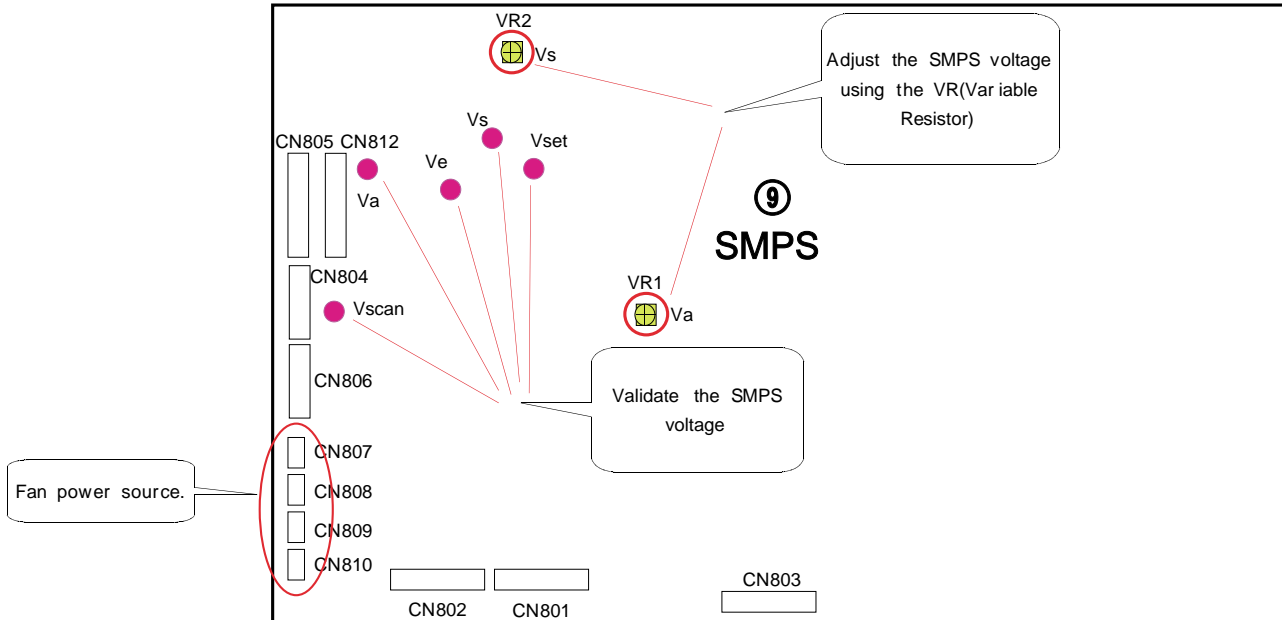 VR2
Vs
Adjust the SMPS voltage
using the VR(Var iable
Resistor)
Vs
CN805 CN812
Vset
Ve
Va
⑨
SMPS
CN804
VR1
Vscan
Va
CN806
Validate the SMPS
voltage
CN807
Fan power source.
CN808
CN809
CN810
CN803
CN802
CN801